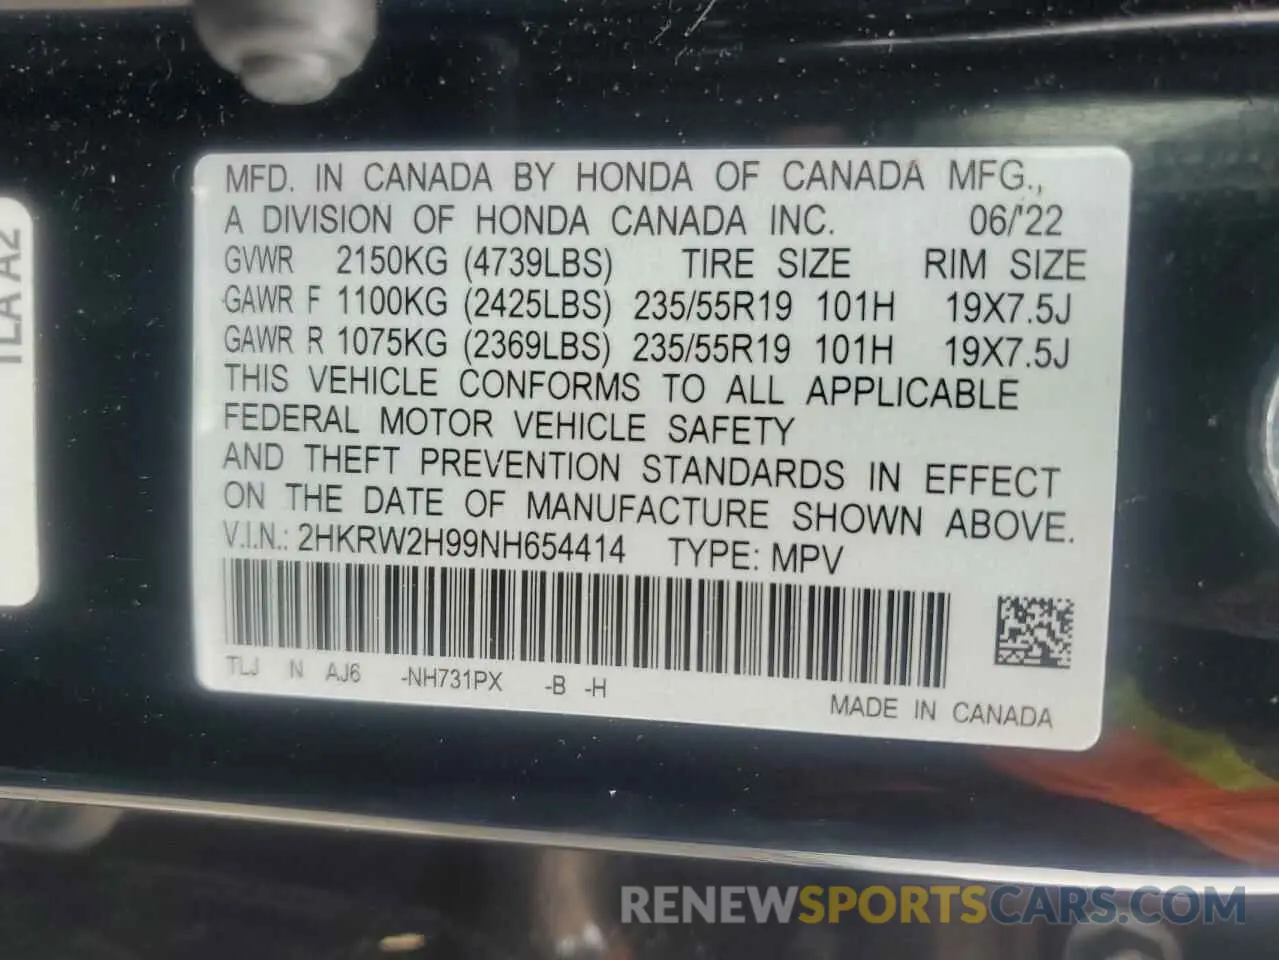 MFD. IN CANADA BY HONDA OF CANADA MFG.,
A DIVISION OF HONDA CANADA INC. 06/'22
GVWR 2150KG (4739LBS) TIRE SIZE RIM SIZE
GAWR F 1100KG (2425LBS) 235/55R19 101H 19X7.5J
GAWR R 1075KG (2369LBS) 235/55R19 101H 19X7.5J
THIS VEHICLE CONFORMS TO ALL APPLICABLE
FEDERAL MOTOR VEHICLE SAFETY
AND THEFT PREVENTION STANDARDS IN EFFECT
ON THE DATE OF MANUFACTURE SHOWN ABOVE.
V.I.N.: 2HKRW2H99NH654414 TYPE: MPV
TLJ N AJ6 -NH731PX -B -H
MADE IN CANADA
TLA A2
RENEWSPORTSCARS.COM